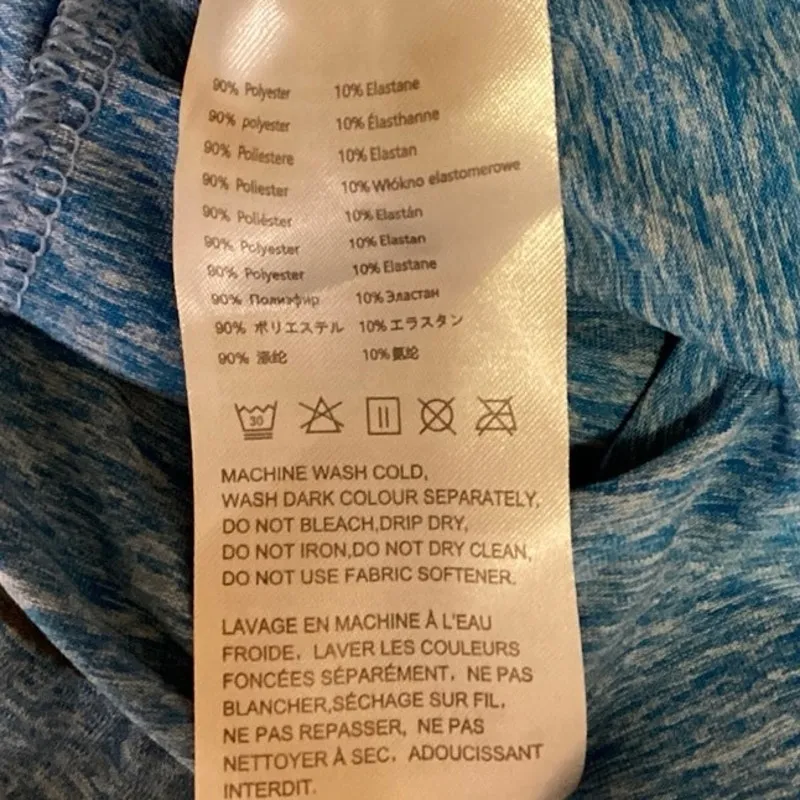 90% Polyester 10% Elastane
90% polyester 10% Élasthanne
90% Poliestere 10% Elastan
90% Poliester 10% Włókno elastomerowe
90% Poliéster 10% Elastán
90% Polyester 10% Elastan
90% Polyester 10% Elastane
90% Полиэфир 10% Эластан
90% ポリエステル 10% エラスタン
90% 涤纶 10% 氨纶
30
MACHINE WASH COLD,
WASH DARK COLOUR SEPARATELY,
DO NOT BLEACH,DRIP DRY,
DO NOT IRON,DO NOT DRY CLEAN,
DO NOT USE FABRIC SOFTENER.
LAVAGE EN MACHINE À L'EAU
FROIDE, LAVER LES COULEURS
FONCÉES SÉPARÉMENT, NE PAS
BLANCHER,SÉCHAGE SUR FIL,
NE PAS REPASSER, NE PAS
NETTOYER À SEC, ADOUCISSANT
INTERDIT.